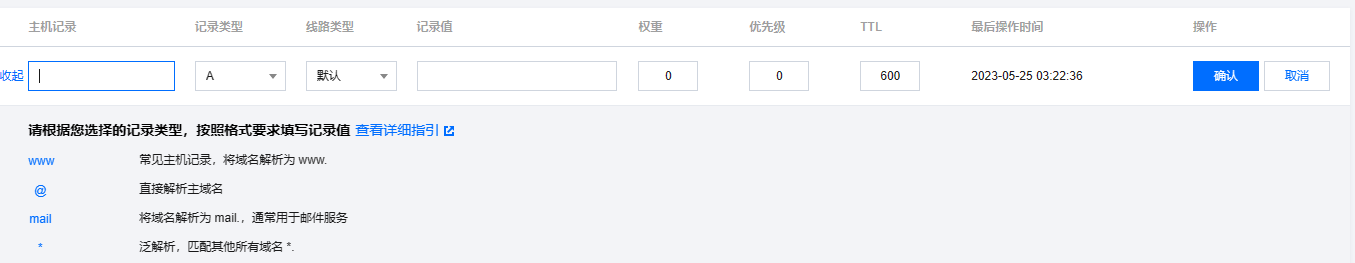 主机记录 记录类型 线路类型 记录值 权重 优先级 TTL 最后操作时间 操作
收起 A 默认 0 0 600 2023-05-25 03:22:36 确认 取消
请根据您选择的记录类型，按照格式要求填写记录值 查看详细指引
www 常见主机记录，将域名解析为 www.
@ 直接解析主域名
mail 将域名解析为 mail.，通常用于邮件服务
* 泛解析，匹配其他所有域名 *.